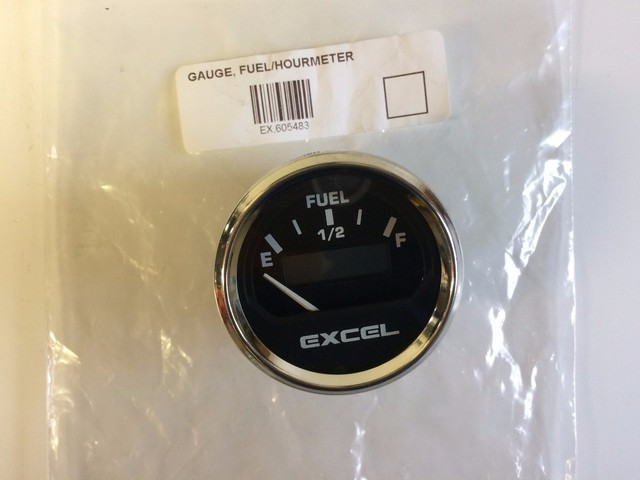 GAUGE, FUEL/HOURMETER
EX.605483
FUEL
1/2
E
F
EXCEL